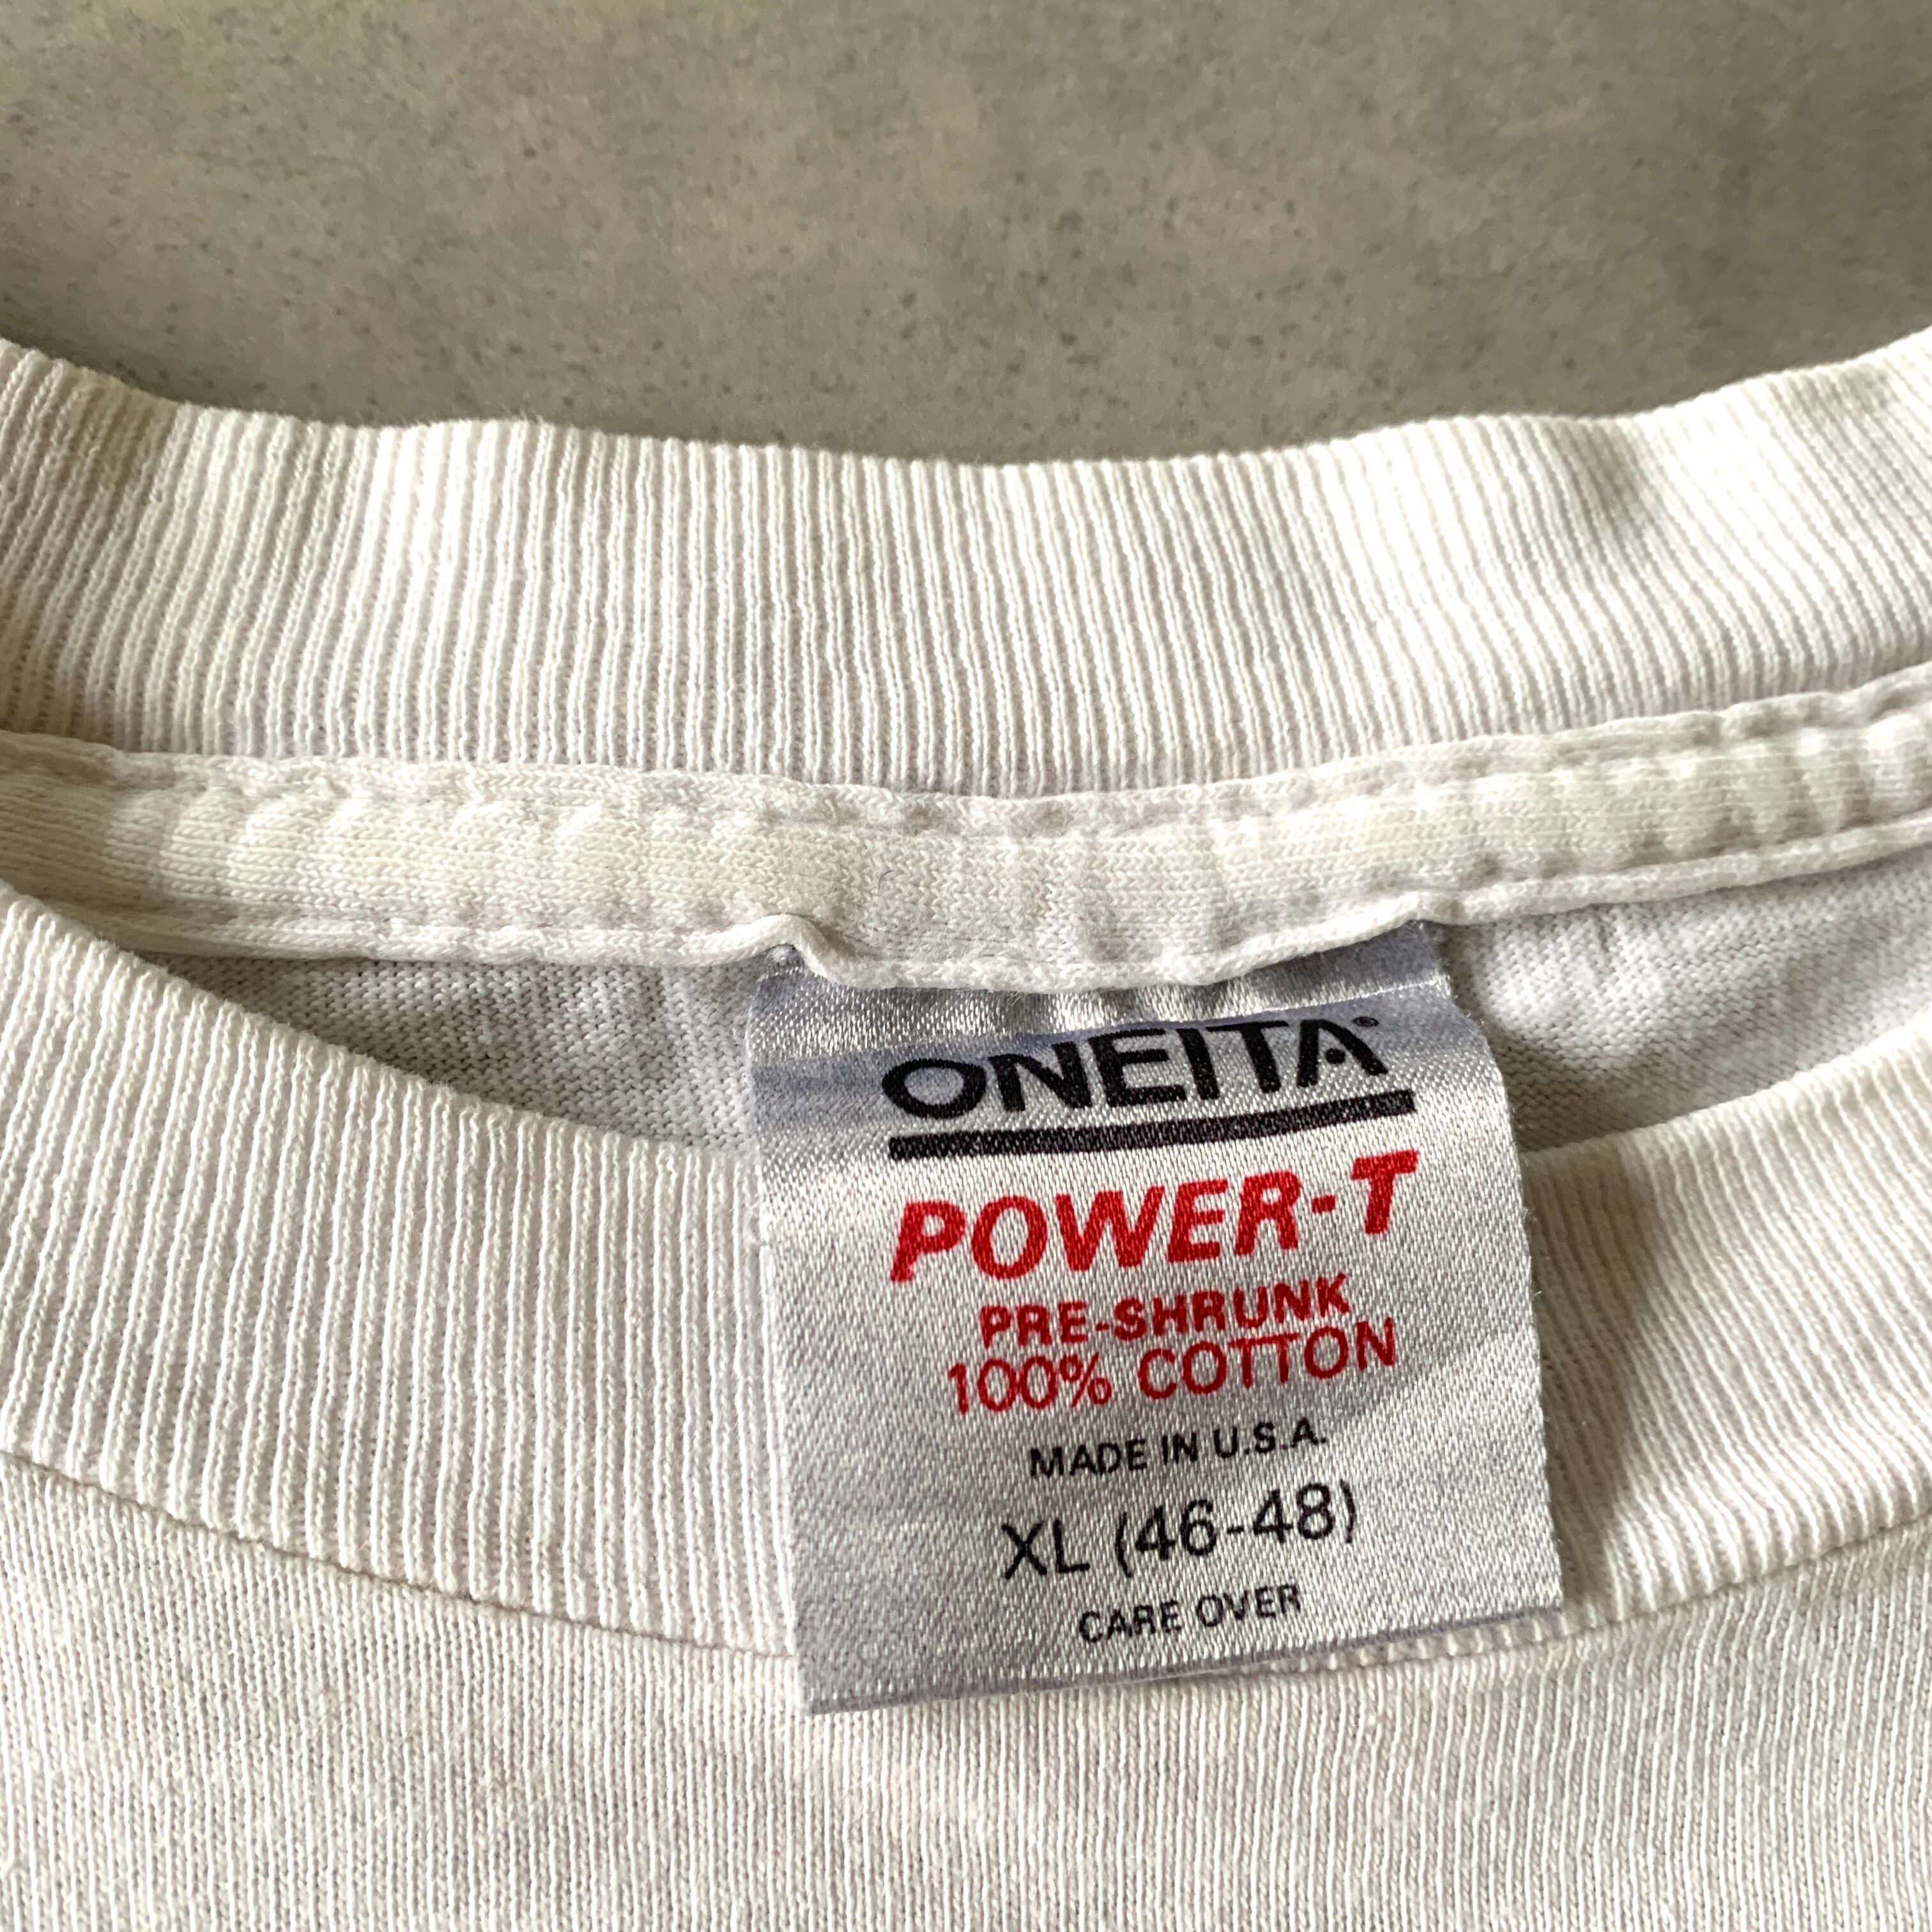 ONEITA®
POWER-T
PRE-SHRUNK
100% COTTON
MADE IN U.S.A.
XL (46-48)
CARE OVER